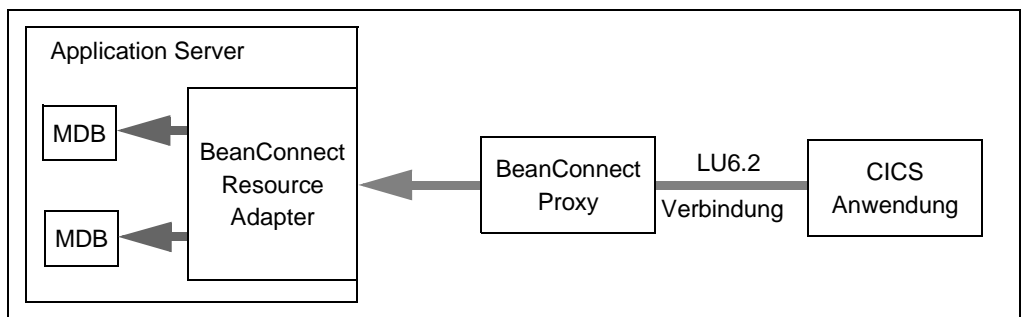 Application Server
MDB
MDB
BeanConnect
Resource
Adapter
BeanConnect
Proxy
LU6.2
Verbindung
CICS
Anwendung